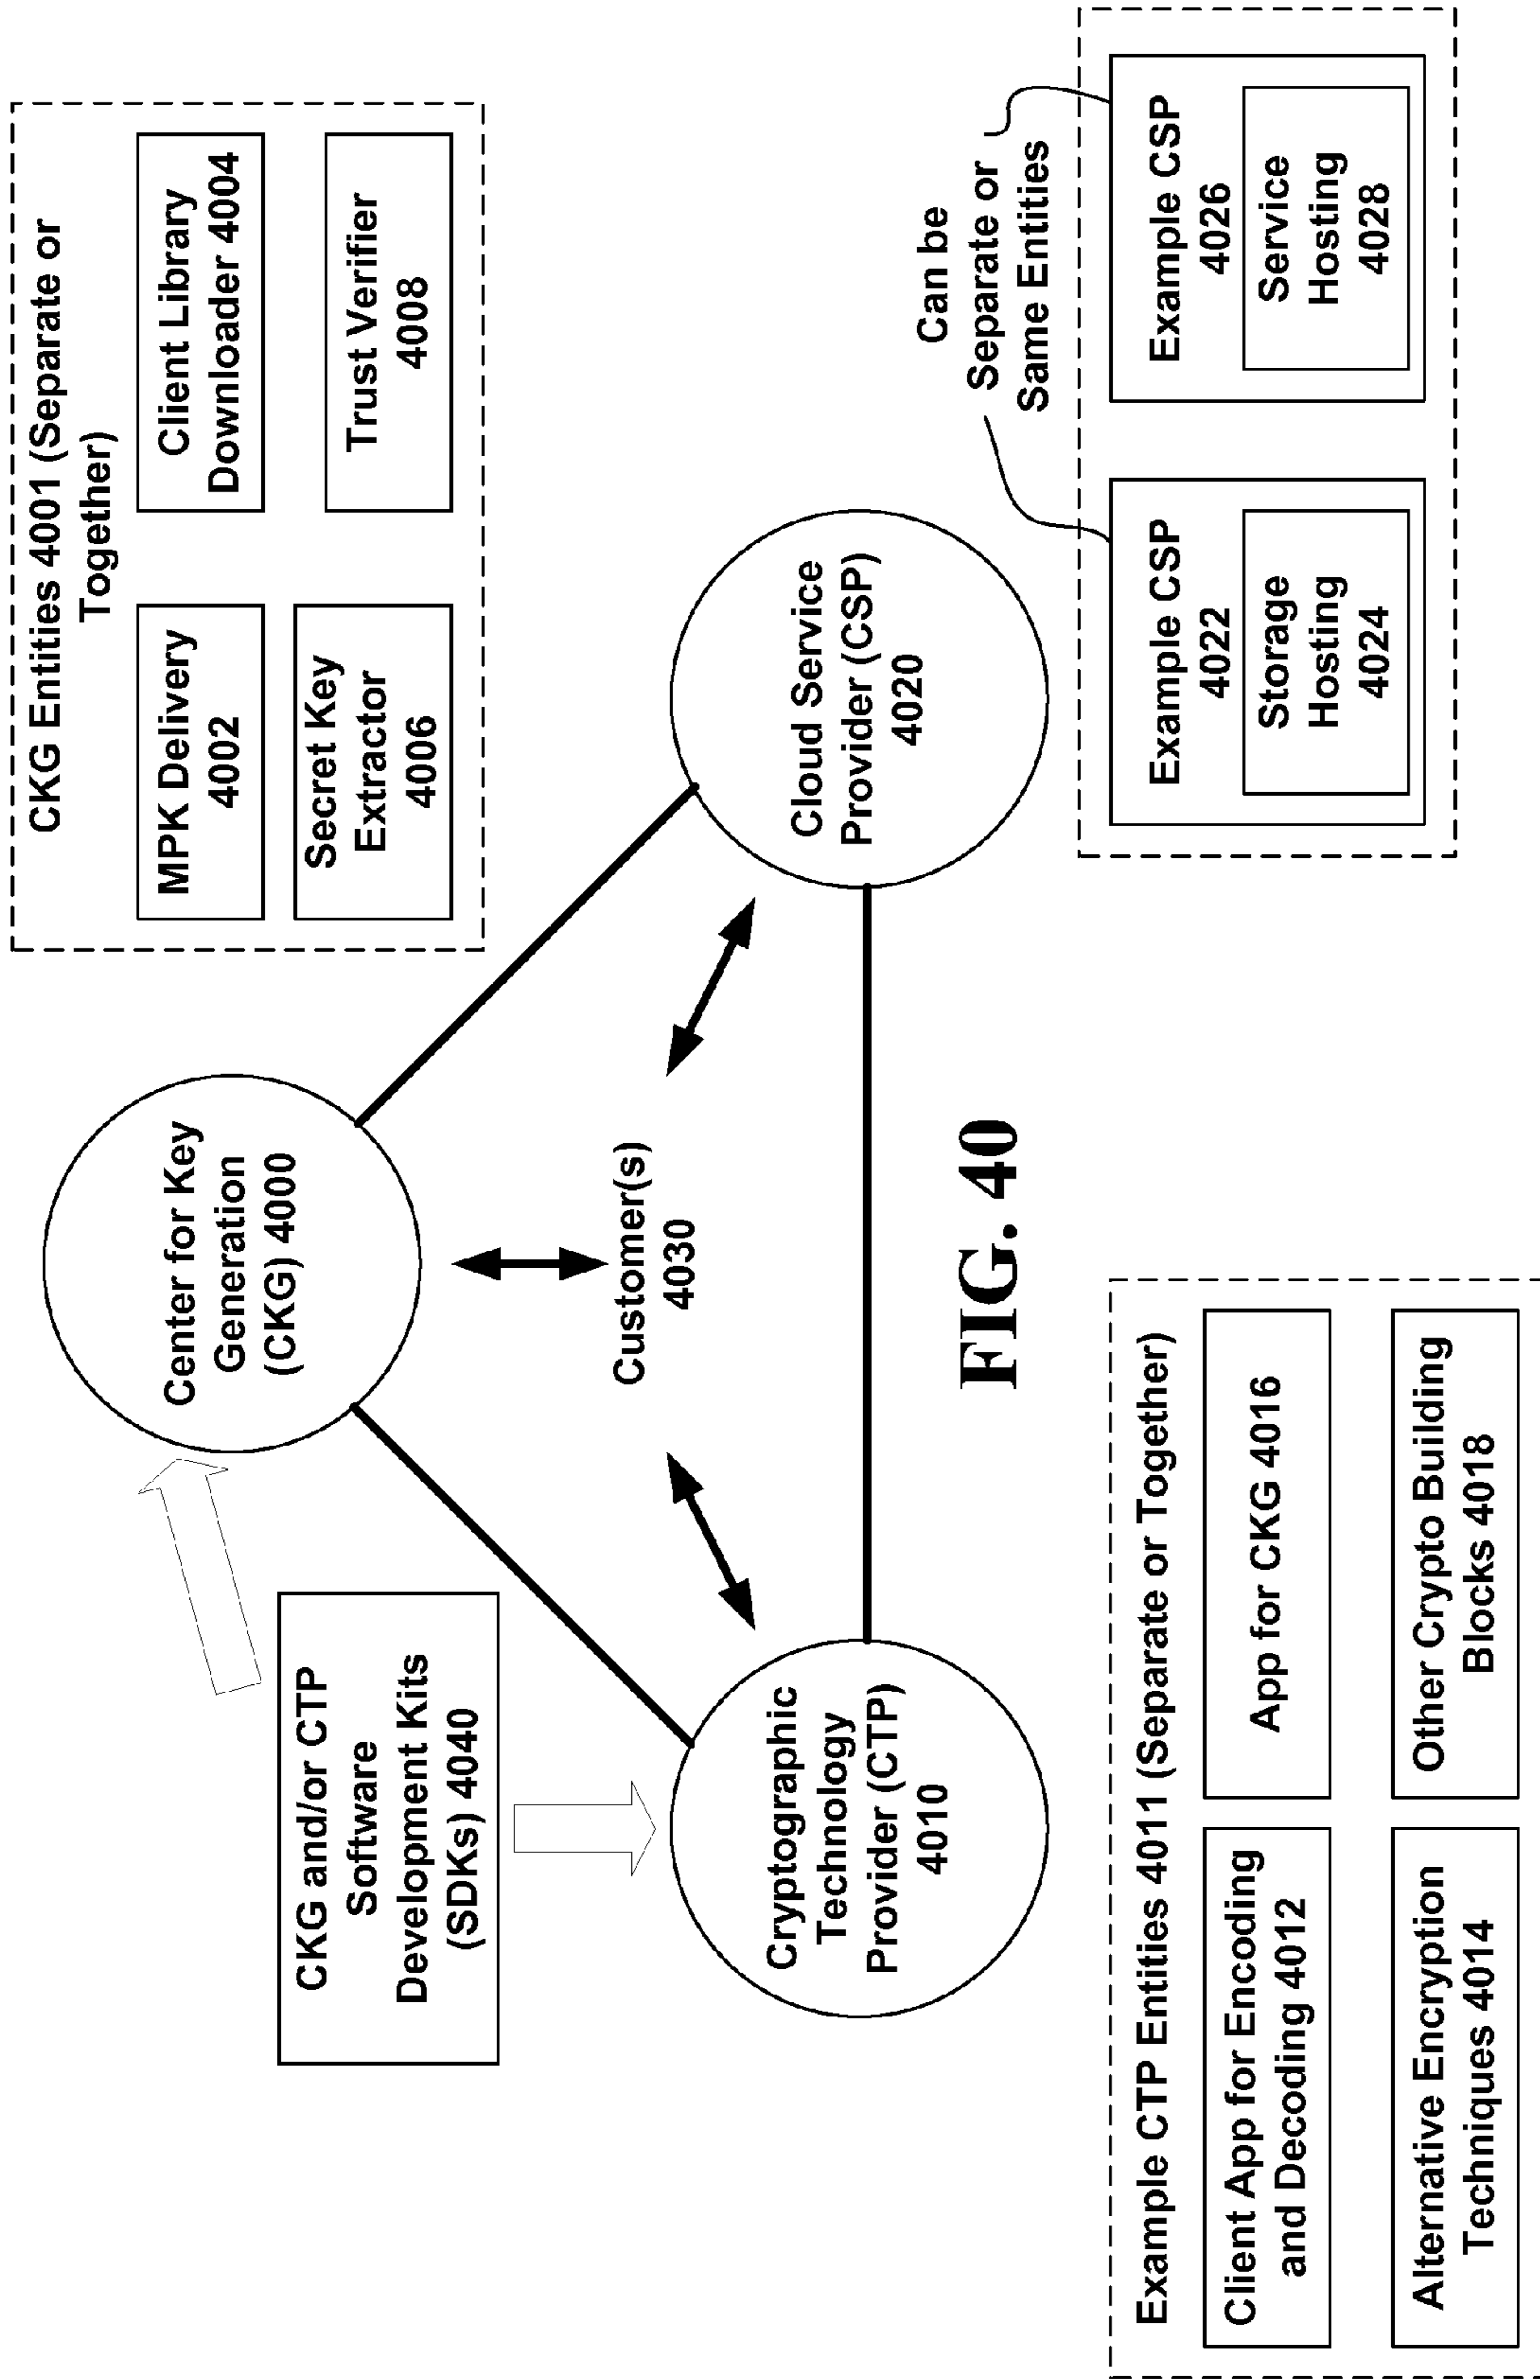 CKG Entities 4001 (Separate or
Together)
MPK Delivery
4002
Client Library
Downloader 4004
Secret Key
Extractor
4006
Trust Verifier
4008
Center for Key
Generation
(CKG) 4000
CKG and/or CTP
Software
Development Kits
(SDKs) 4040
Customer(s)
4030
Cryptographic
Technology
Provider (CTP)
4010
Cloud Service
Provider (CSP)
4020
Can be
Separate or
Same Entities
Example CSP
4022
Storage
Hosting
4024
Example CSP
4026
Service
Hosting
4028
Example CTP Entities 4011 (Separate or Together)
Client App for Encoding
and Decoding 4012
App for CKG 4016
Alternative Encryption
Techniques 4014
Other Crypto Building
Blocks 4018
FIG. 40